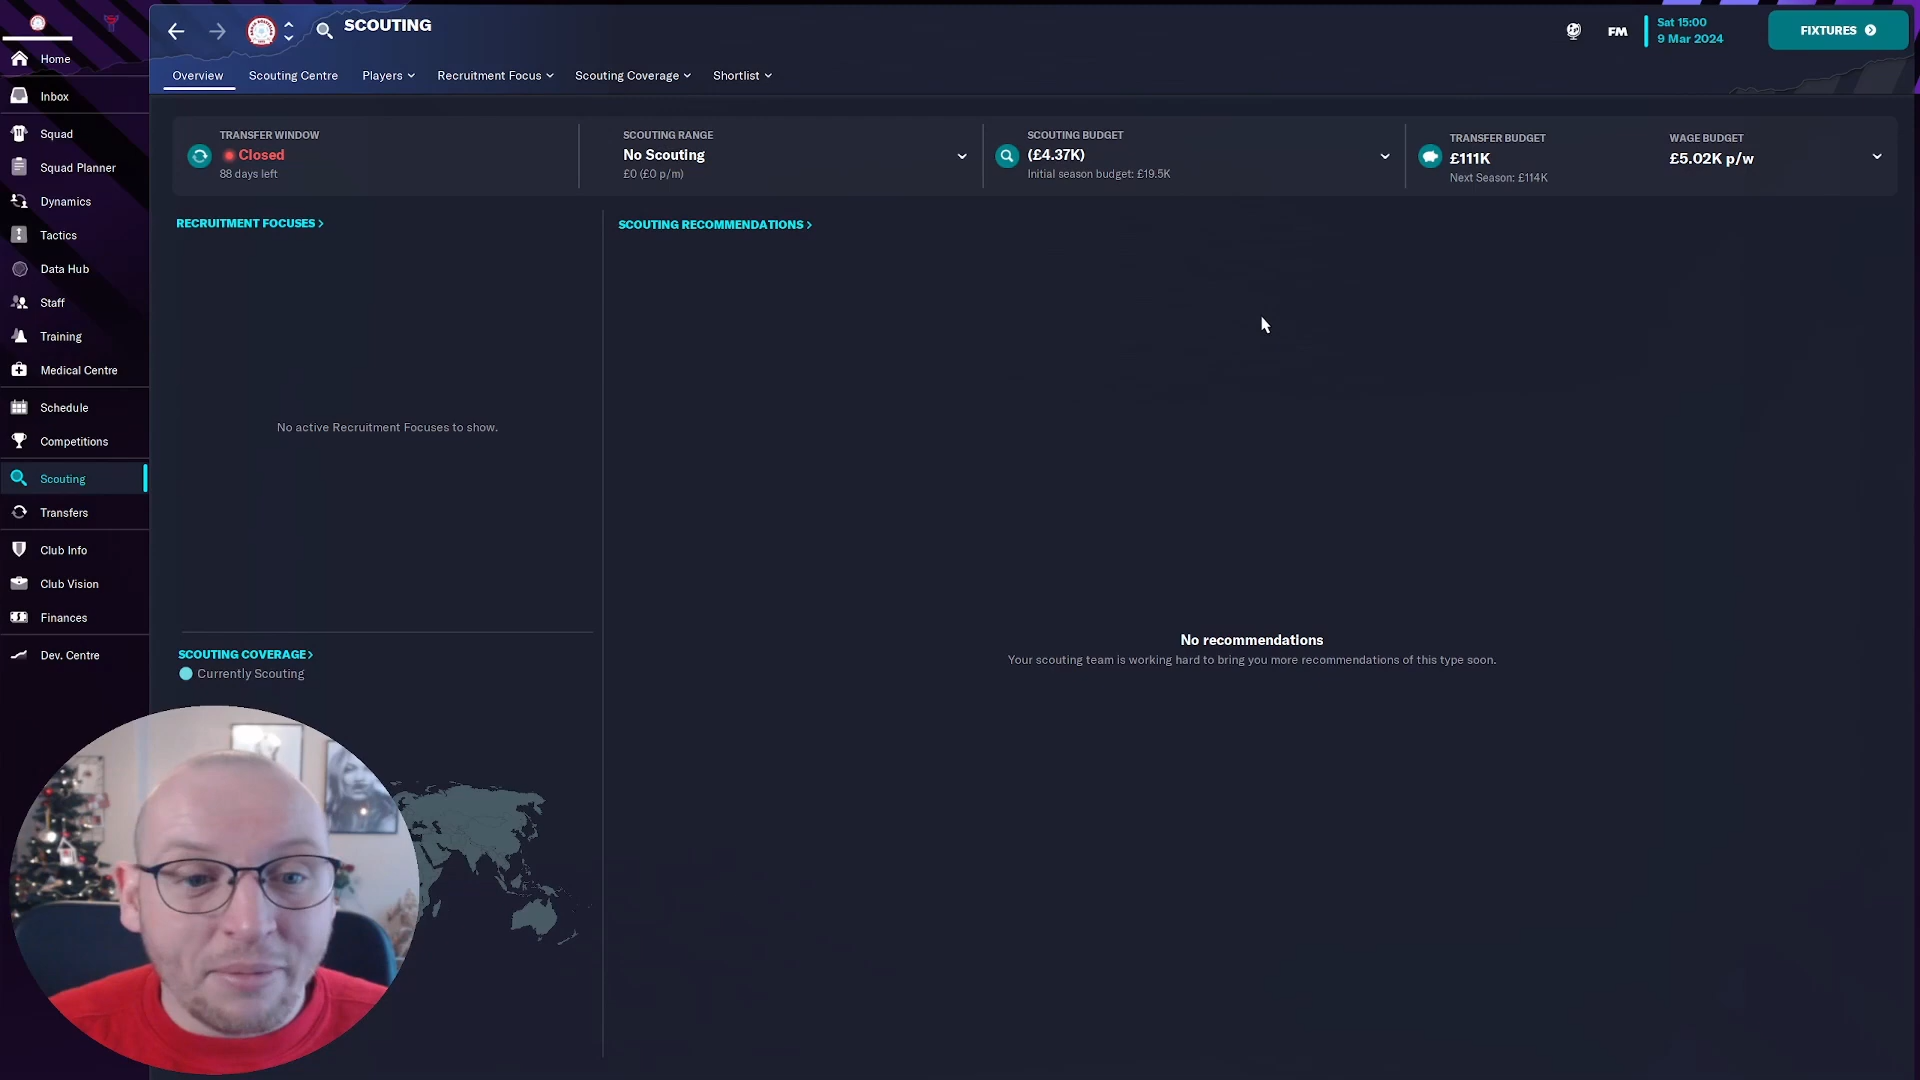 SCOUTING
FM
Sat 15:00
9 Mar 2024
FIXTURES
Overview
Scouting Centre
Players
Recruitment Focus
Scouting Coverage
Shortlist
Home
Inbox
Squad
Squad Planner
Dynamics
Tactics
Data Hub
Staff
Training
Medical Centre
Schedule
Competitions
Scouting
Transfers
Club Info
Club Vision
Finances
Dev. Centre
TRANSFER WINDOW
Closed
88 days left
SCOUTING RANGE
No Scouting
£0 (£0 p/m)
SCOUTING BUDGET
(£4.37K)
Initial season budget: £19.5K
TRANSFER BUDGET
£111K
Next Season: £114K
WAGE BUDGET
£5.02K p/w
RECRUITMENT FOCUSES >
No active Recruitment Focuses to show.
SCOUTING COVERAGE >
Currently Scouting
SCOUTING RECOMMENDATIONS >
No recommendations
Your scouting team is working hard to bring you more recommendations of this type soon.